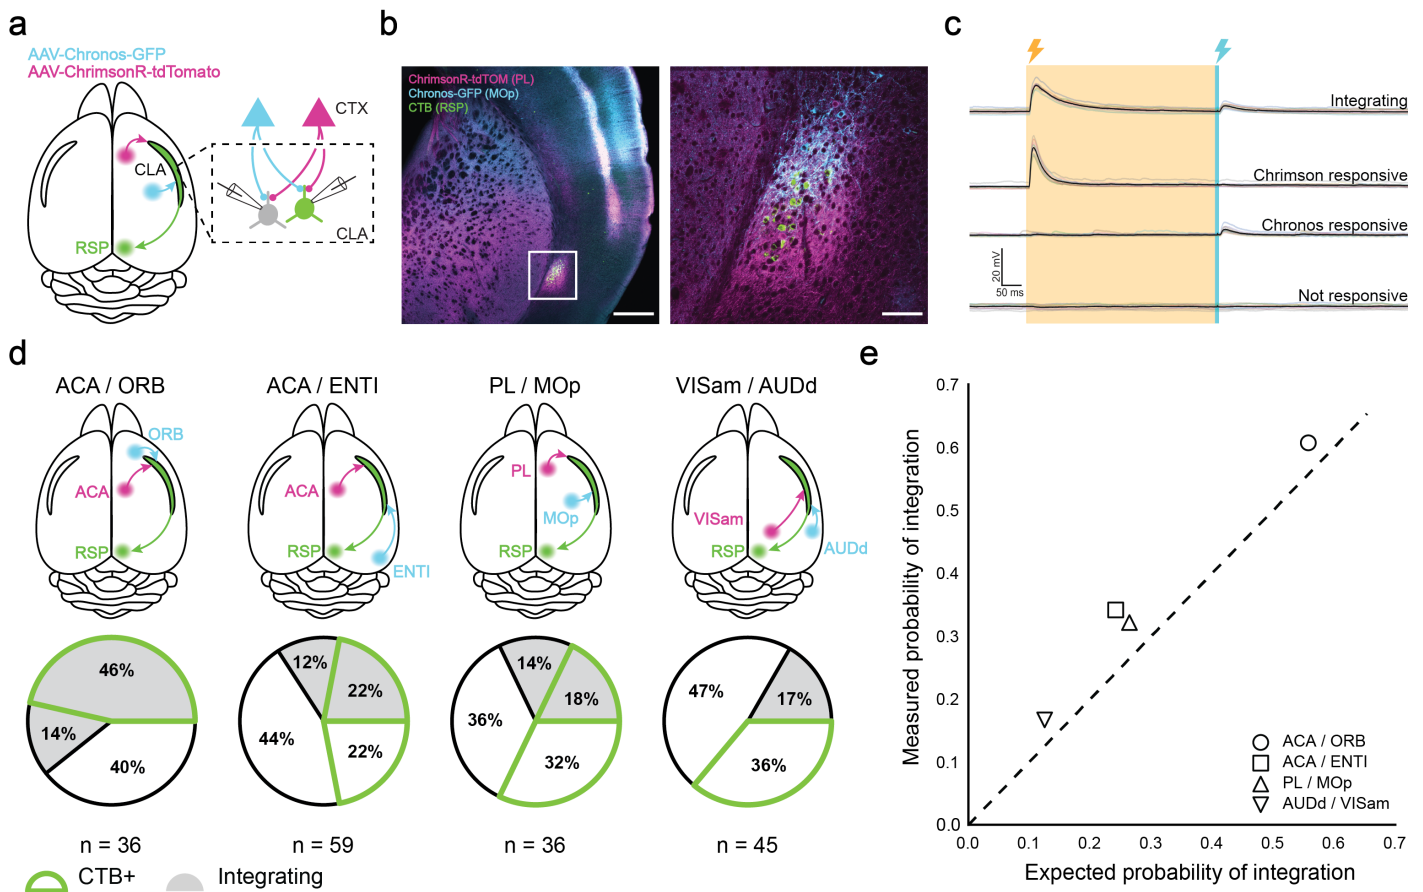 a
AAV-Chronos-GFP
AAV-ChrimsonR-tdTomato
CTX
CLA
CLA
RSP
b
ChrimsonR-tdTOM (PL)
Chronos-GFP (MOp)
CTB (RSP)
c
Integrating
Chrimson responsive
Chronos responsive
20 mV
50 ms
Not responsive
d
ACA / ORB
ORB
ACA
RSP
46%
14%
40%
n = 36
ACA / ENTI
ACA
RSP
ENTI
12%
22%
44%
22%
n = 59
PL / MOp
PL
MOp
RSP
14%
18%
36%
32%
n = 36
VISam / AUDd
VISam
RSP
AUDd
47%
17%
36%
n = 45
CTB+
Integrating
e
0.7
0.6
0.5
0.4
0.3
0.2
0.1
0.0
Measured probability of integration
ACA / ORB
ACA / ENTI
PL / MOp
AUDd / VISam
0.0 0.1 0.2 0.3 0.4 0.5 0.6 0.7
Expected probability of integration